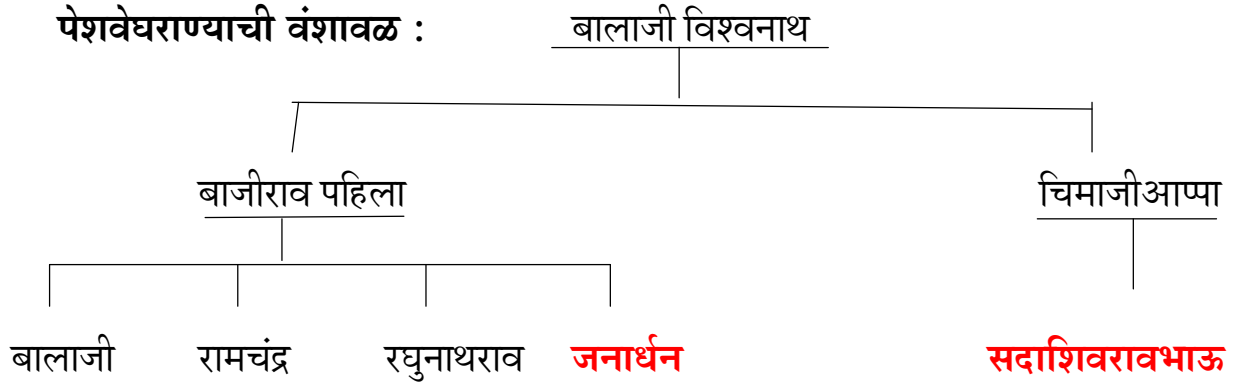 पेशवेघराण्याची वंशावळ : बालाजी विश्वनाथ
बाजीराव पहिला चिमाजीआप्पा
बालाजी रामचंद्र रघुनाथराव जनार्धन सदाशिवरावभाऊ